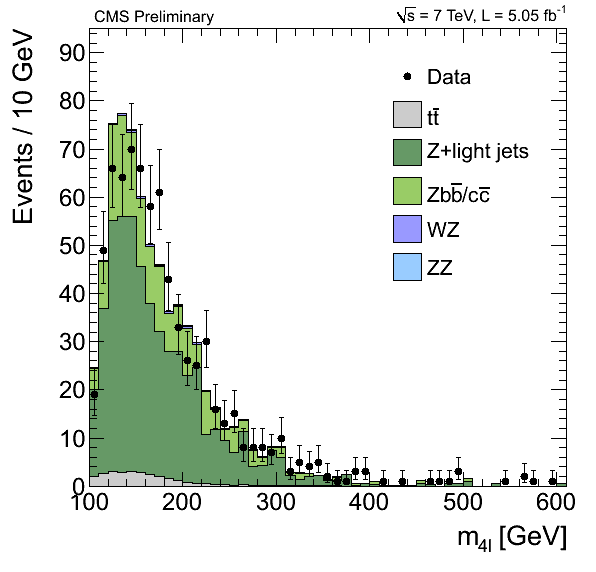 CMS Preliminary
√s = 7 TeV, L = 5.05 fb⁻¹
Events / 10 GeV
90
80
70
60
50
40
30
20
10
0
Data
tt̄
Z+light jets
Zbb̄/cc̄
WZ
ZZ
100 200 300 400 500 600
m₄ₗ [GeV]